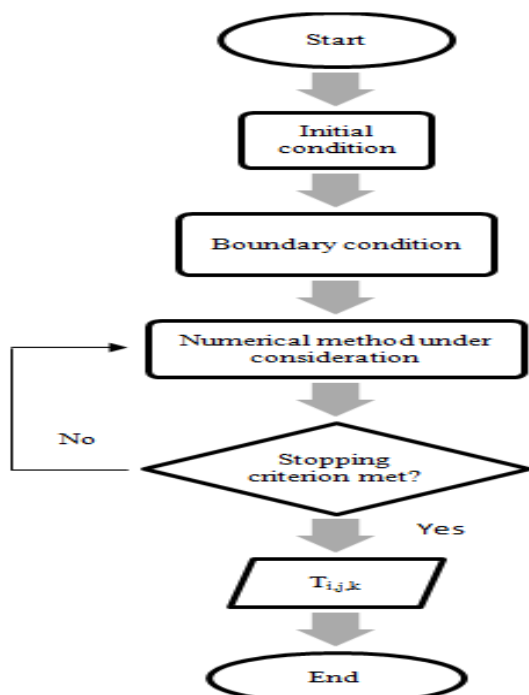 Start
Initial
condition
Boundary condition
Numerical method under
consideration
No
Stopping
criterion met?
Yes
Ti,j,k
End